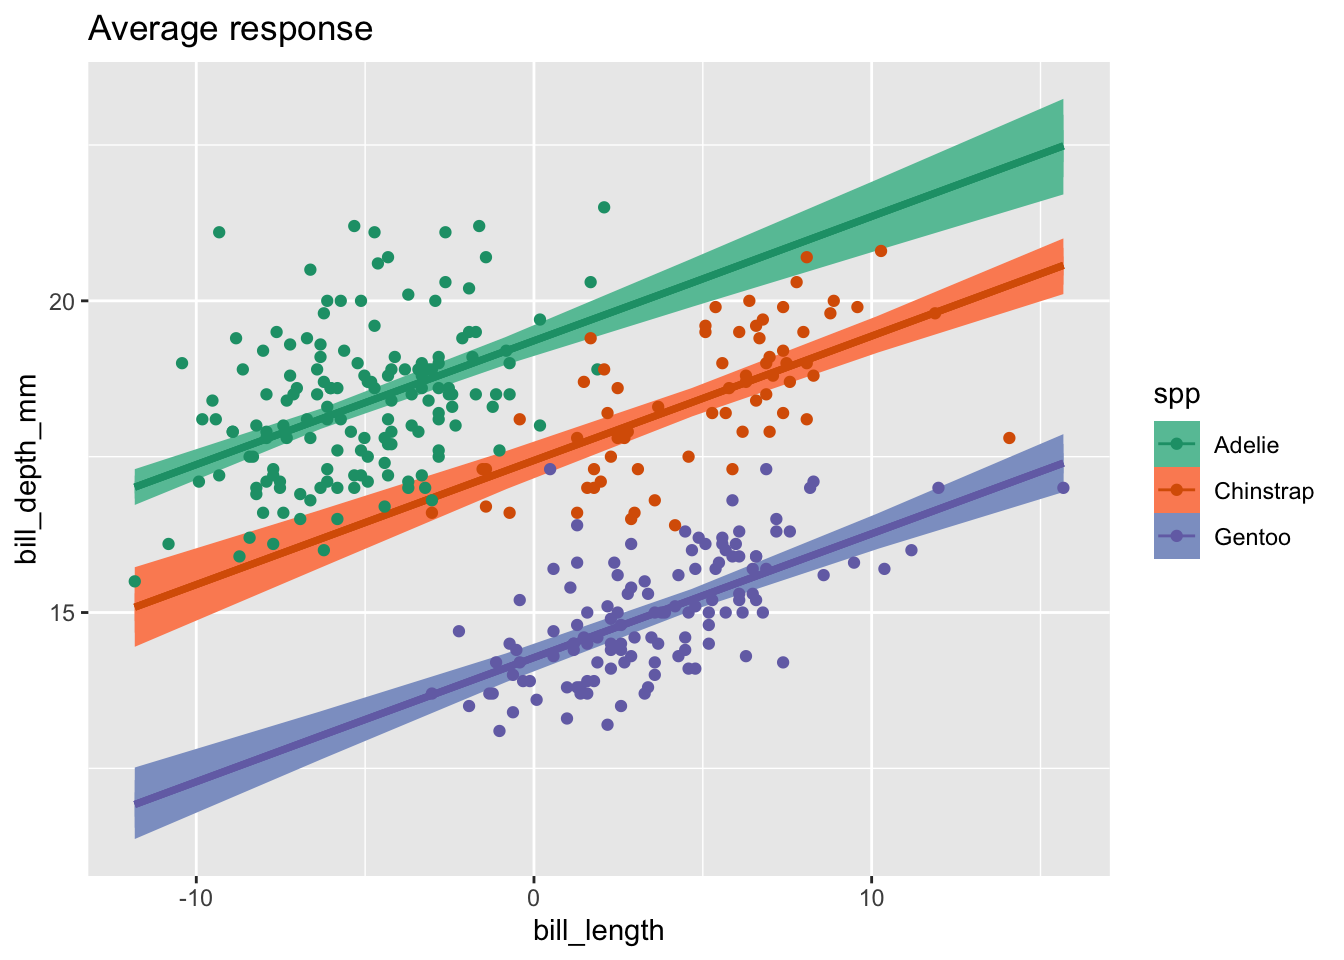 Average response
bill_depth_mm
20
15
-10
0
10
bill_length
spp
Adelie
Chinstrap
Gentoo